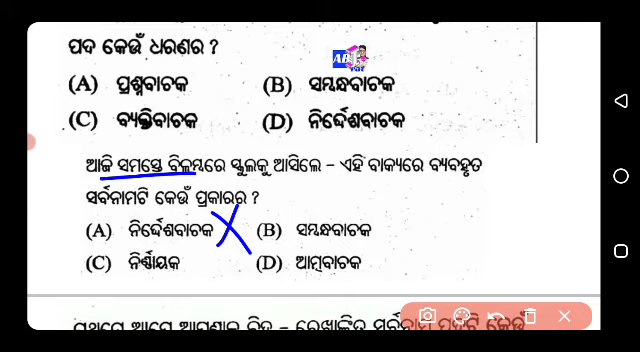 ପଦ କେଉଁ ଧରଣର ?
(A) ପ୍ରଶ୍ନବାଚକ (B) ସମ୍ବନ୍ଧବାଚକ
(C) ବ୍ୟକ୍ତିବାଚକ (D) ନିର୍ଦ୍ଦେଶବାଚକ
ଆଜି ସମସ୍ତେ ବିଳମ୍ବରେ ସ୍କୁଲକୁ ଆସିଲେ – ଏହି ବାକ୍ୟରେ ବ୍ୟବହୃତ
ସର୍ବନାମଟି କେଉଁ ପ୍ରକାରର ?
(A) ନିର୍ଦ୍ଦେଶବାଚକ (B) ସମ୍ବନ୍ଧବାଚକ
(C) ନିର୍ଣ୍ଣାୟକ (D) ଆତ୍ମବାଚକ